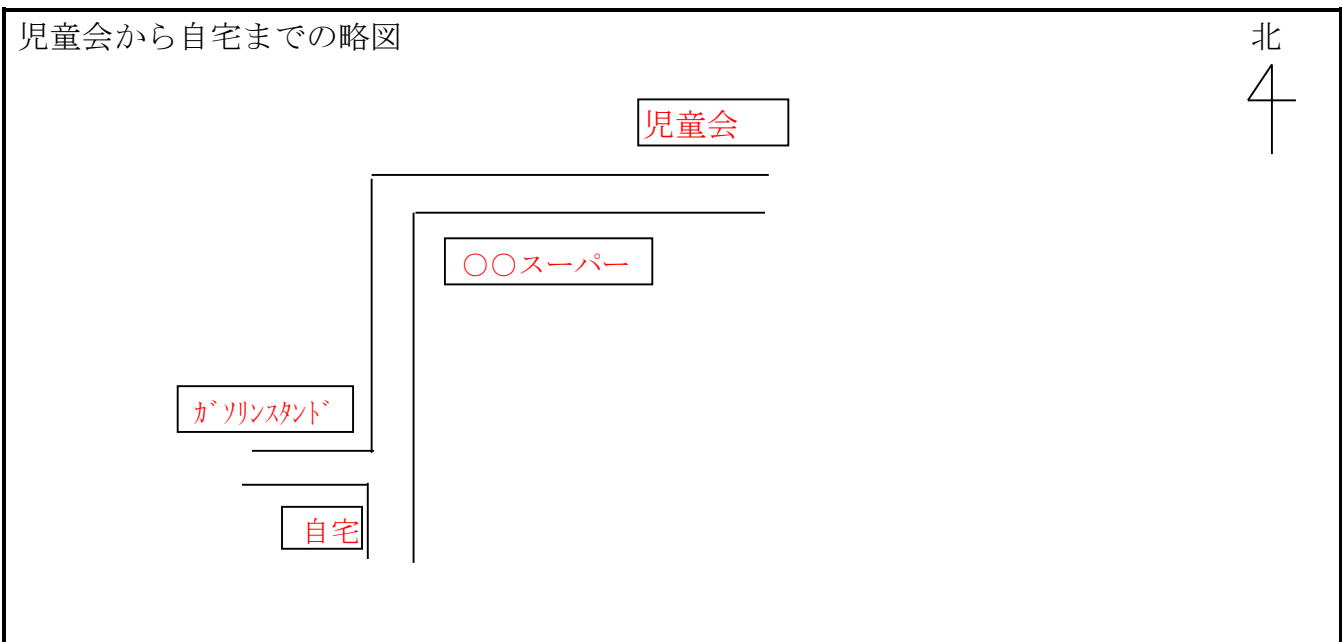 児童会から自宅までの略図
北
児童会
○○スーパー
ｶﾞｿﾘﾝｽﾀﾝﾄﾞ
自宅